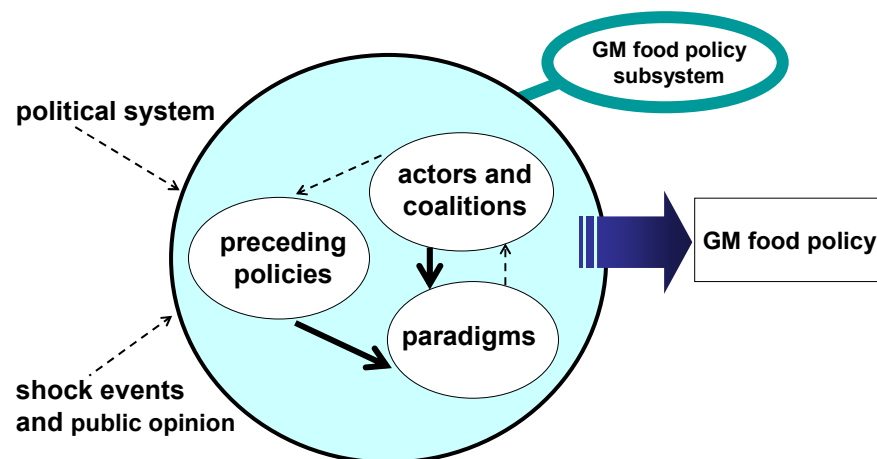 GM food policy
subsystem
political system
actors and
coalitions
preceding
policies
GM food policy
paradigms
shock events
and public opinion